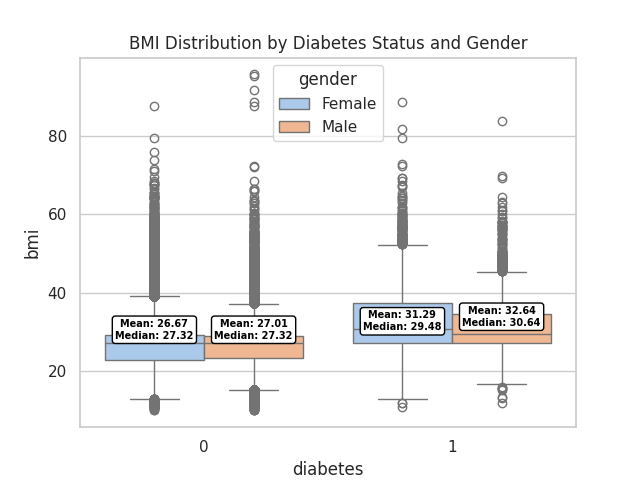 BMI Distribution by Diabetes Status and Gender
gender
Female
Male
80
60
40
20
bmi
Mean: 26.67
Median: 27.32
Mean: 27.01
Median: 27.32
Mean: 31.29
Median: 29.48
Mean: 32.64
Median: 30.64
0
1
diabetes